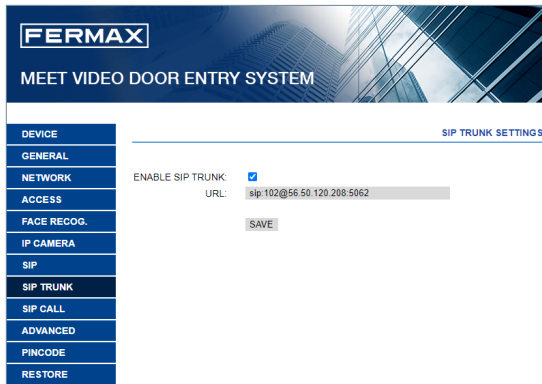 FERMAX
MEET VIDEO DOOR ENTRY SYSTEM
DEVICE
GENERAL
NETWORK
ACCESS
FACE RECOG.
IP CAMERA
SIP
SIP TRUNK
SIP CALL
ADVANCED
PINCODE
RESTORE
SIP TRUNK SETTINGS
ENABLE SIP TRUNK:
URL: sip:102@56.50.120.208:5062
SAVE